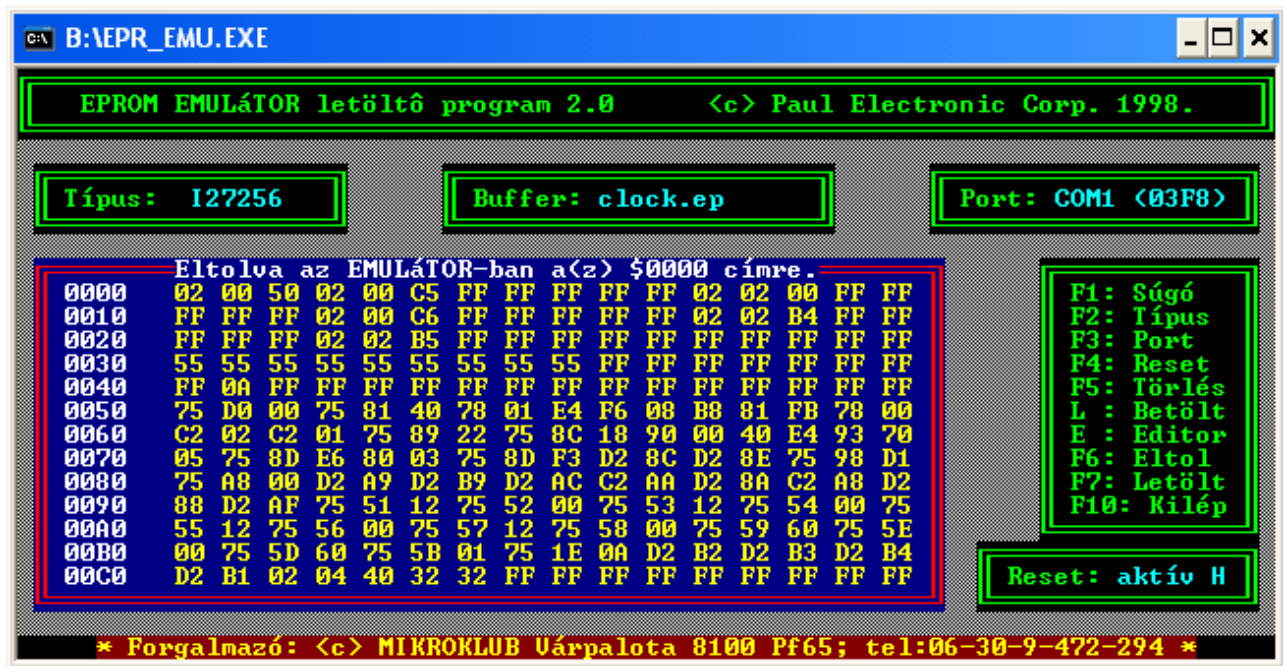 B:\EPR_EMU.EXE
EPROM EMULáTOR letöltô program 2.0 <c> Paul Electronic Corp. 1998.
Típus: I27256
Buffer: clock.ep
Port: COM1 (03F8)
Eltolva az EMULáTOR-ban a(z) $0000 címre.
0000 02 00 50 02 00 C5 FF FF FF FF FF 02 02 00 FF FF
0010 FF FF FF 02 00 C6 FF FF FF FF FF 02 02 B4 FF FF
0020 FF FF FF 02 02 B5 FF FF FF FF FF FF FF FF FF FF
0030 55 55 55 55 55 55 55 55 55 FF FF FF FF FF FF FF
0040 FF 0A FF FF FF FF FF FF FF FF FF FF FF FF FF FF
0050 75 D0 00 75 81 40 78 01 E4 F6 08 B8 81 FB 78 00
0060 C2 02 C2 01 75 89 22 75 8C 18 90 00 40 E4 93 70
0070 05 75 8D E6 80 03 75 8D F3 D2 8C D2 8E 75 98 D1
0080 75 A8 00 D2 A9 D2 B9 D2 AC C2 AA D2 8A C2 A8 D2
0090 88 D2 AF 75 51 12 75 52 00 75 53 12 75 54 00 75
00A0 55 12 75 56 00 75 57 12 75 58 00 75 59 60 75 5E
00B0 00 75 5D 60 75 5B 01 75 1E 0A D2 B2 D2 B3 D2 B4
00C0 D2 B1 02 04 40 32 32 FF FF FF FF FF FF FF FF FF
F1: Súgó
F2: Típus
F3: Port
F4: Reset
F5: Törlés
L : Betölt
E : Editor
F6: Eltol
F7: Letölt
F10: Kilép
Reset: aktív H
* Forgalmazó: <c> MIKROKLUB Várpalota 8100 Pf65; tel:06-30-9-472-294 *